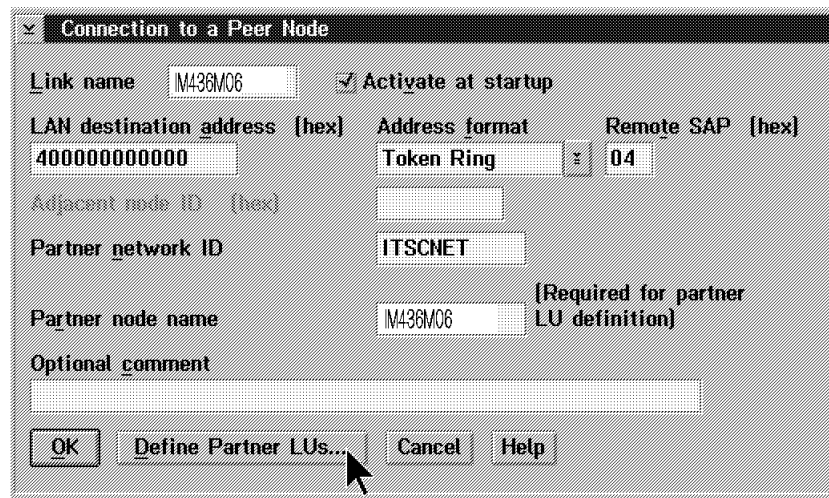 Connection to a Peer Node
Link name IM436M06 Activate at startup
LAN destination address (hex) Address format Remote SAP (hex)
400000000000 Token Ring 04
Adjacent node ID (hex)
Partner network ID ITSCNET
(Required for partner
Partner node name IM436M06 LU definition)
Optional comment
OK Define Partner LUs... Cancel Help